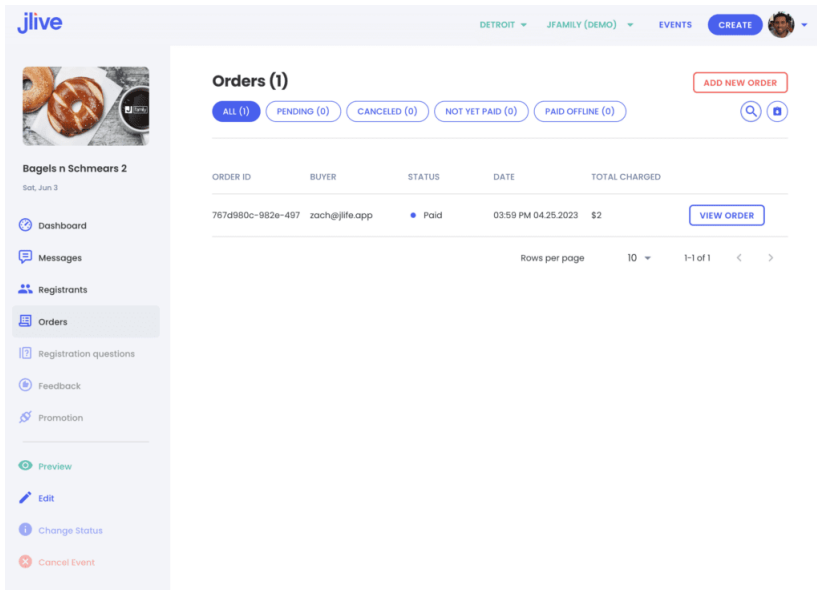 jlive
DETROIT JFAMILY (DEMO) EVENTS CREATE
Orders (1)
ADD NEW ORDER
ALL (1) PENDING (0) CANCELED (0) NOT YET PAID (0) PAID OFFLINE (0)
Bagels n Schmears 2
Sat, Jun 3
Dashboard
Messages
Registrants
Orders
Registration questions
Feedback
Promotion
Preview
Edit
Change Status
Cancel Event
ORDER ID BUYER STATUS DATE TOTAL CHARGED
767d980c-982e-497 zach@jlife.app Paid 03:59 PM 04.25.2023 $2 VIEW ORDER
Rows per page 10 1-1 of 1